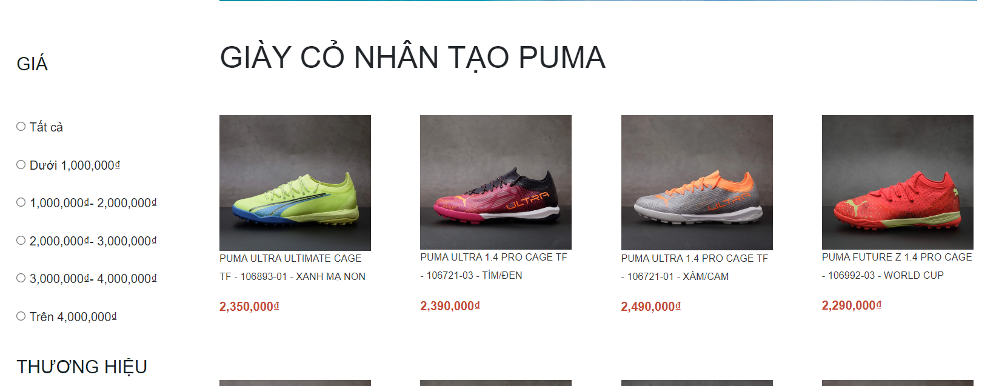 GIÁ
Tất cả
Dưới 1,000,000₫
1,000,000₫- 2,000,000₫
2,000,000₫- 3,000,000₫
3,000,000₫- 4,000,000₫
Trên 4,000,000₫
THƯƠNG HIỆU
GIÀY CỎ NHÂN TẠO PUMA
PUMA ULTRA ULTIMATE CAGE
TF - 106893-01 - XANH MẠ NON
2,350,000₫
ULTRA
PUMA ULTRA 1.4 PRO CAGE TF
- 106721-03 - TÍM/ĐEN
2,390,000₫
ULTRA
PUMA ULTRA 1.4 PRO CAGE TF
- 106721-01 - XÁM/CAM
2,490,000₫
PUMA FUTURE Z 1.4 PRO CAGE
- 106992-03 - WORLD CUP
2,290,000₫